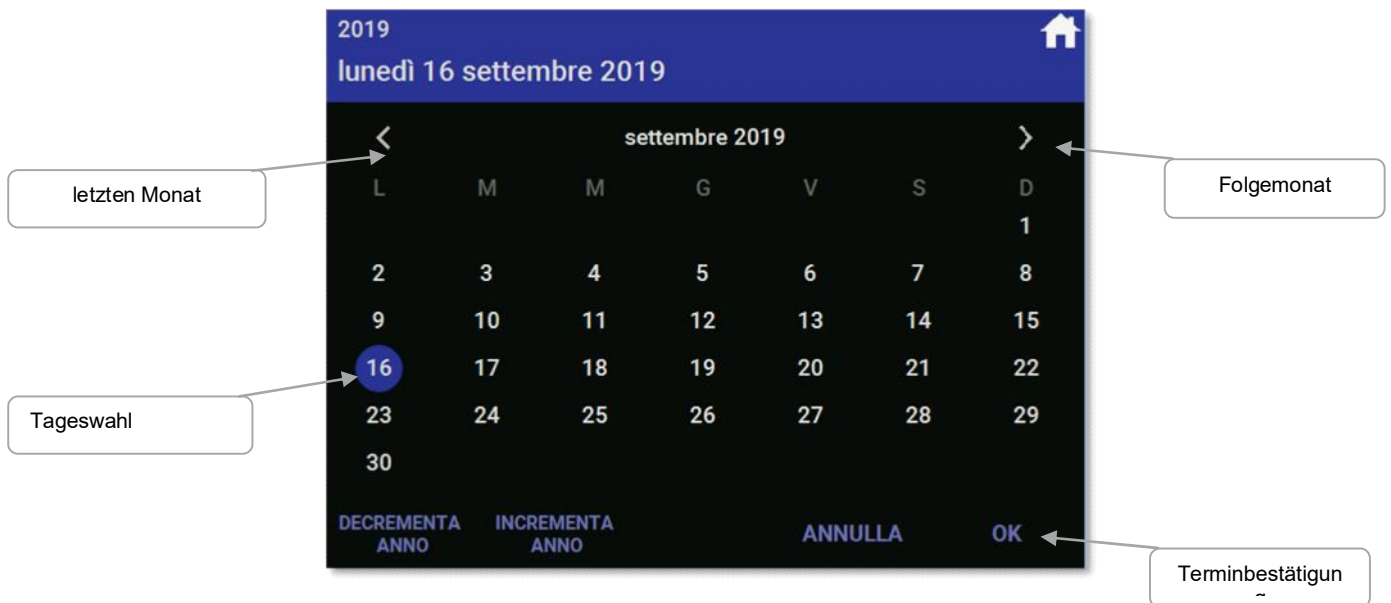 2019
lunedì 16 settembre 2019
settembre 2019
letzten Monat
Folgemonat
L M M G V S D
1
2 3 4 5 6 7 8
9 10 11 12 13 14 15
16 17 18 19 20 21 22
Tageswahl
23 24 25 26 27 28 29
30
DECREMENTA ANNO
INCREMENTA ANNO
ANNULLA OK
Terminbestätigun